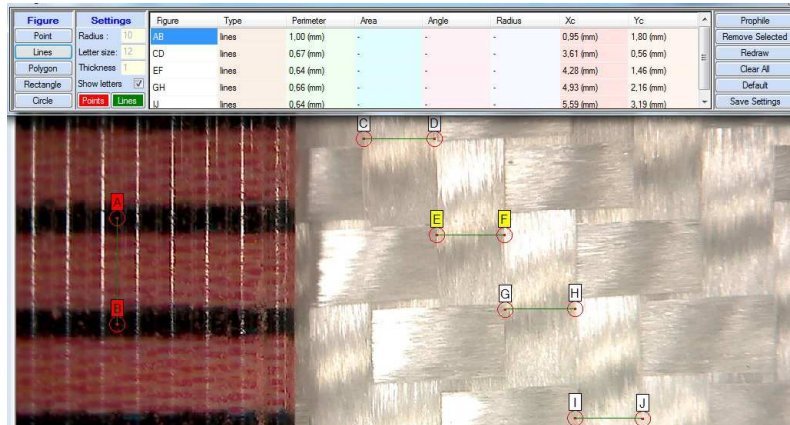 Figure Settings Figure Type Perimeter Area Angle Radius Xc Yc Prophile
Point Radius : 10 AB lines 1,00 (mm) - - - 0,95 (mm) 1,80 (mm) Remove Selected
Lines Letter size: 12 CD lines 0,67 (mm) - - - 3,61 (mm) 0,56 (mm) Redraw
Polygon Thickness 1 EF lines 0,64 (mm) - - - 4,28 (mm) 1,46 (mm) Clear All
Rectangle Show letters GH lines 0,66 (mm) - - - 4,93 (mm) 2,16 (mm) Default
Circle Points Lines IJ lines 0,64 (mm) - - - 5,59 (mm) 3,19 (mm) Save Settings
C D
A
E F
G H
B
I J